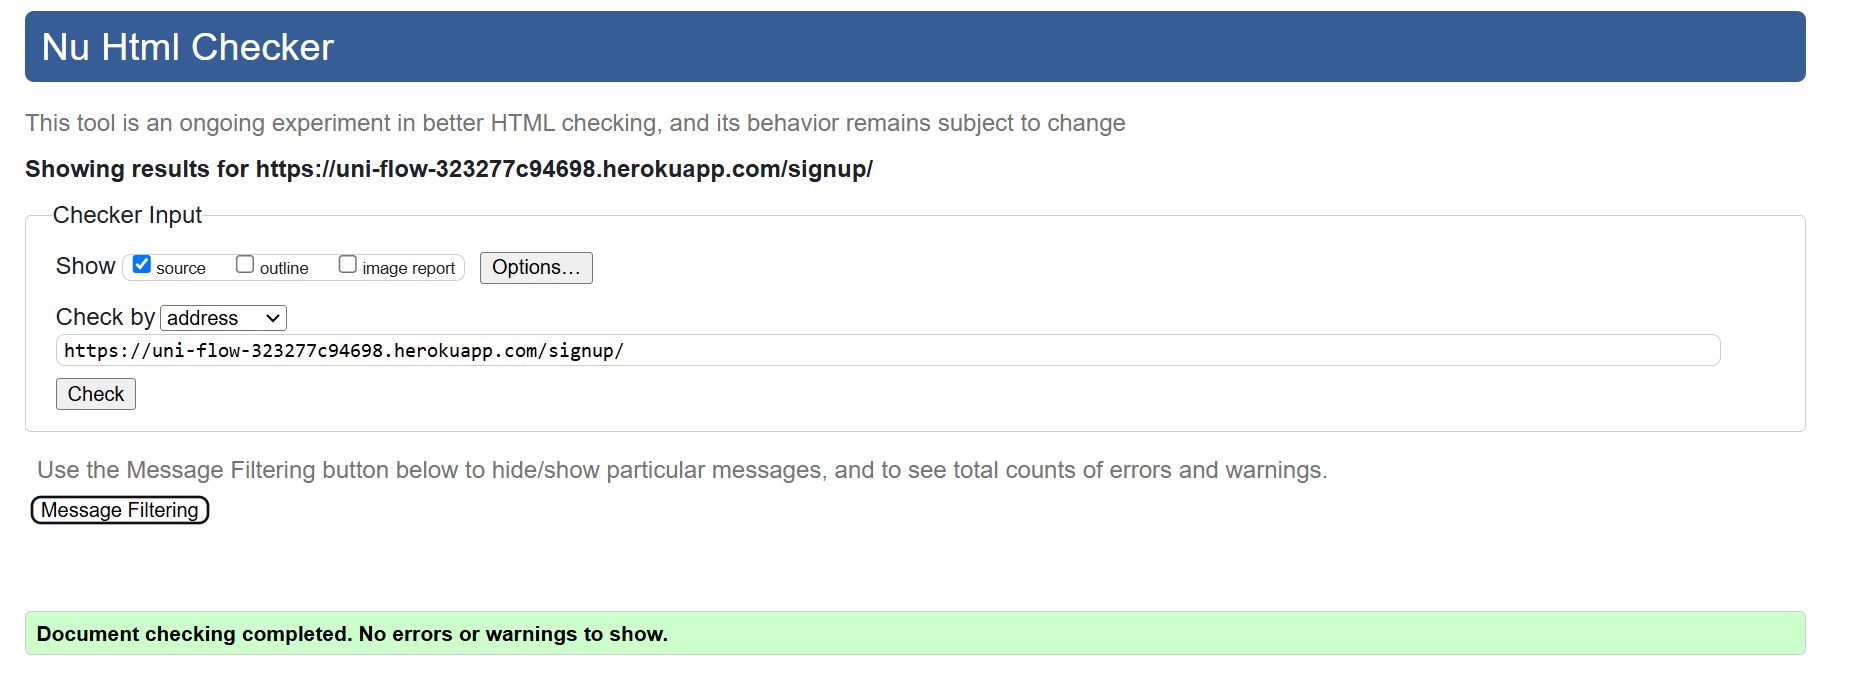 Nu Html Checker
This tool is an ongoing experiment in better HTML checking, and its behavior remains subject to change
Showing results for https://uni-flow-323277c94698.herokuapp.com/signup/
Checker Input
Show source outline image report Options...
Check by address
https://uni-flow-323277c94698.herokuapp.com/signup/
Check
Use the Message Filtering button below to hide/show particular messages, and to see total counts of errors and warnings.
Message Filtering
Document checking completed. No errors or warnings to show.